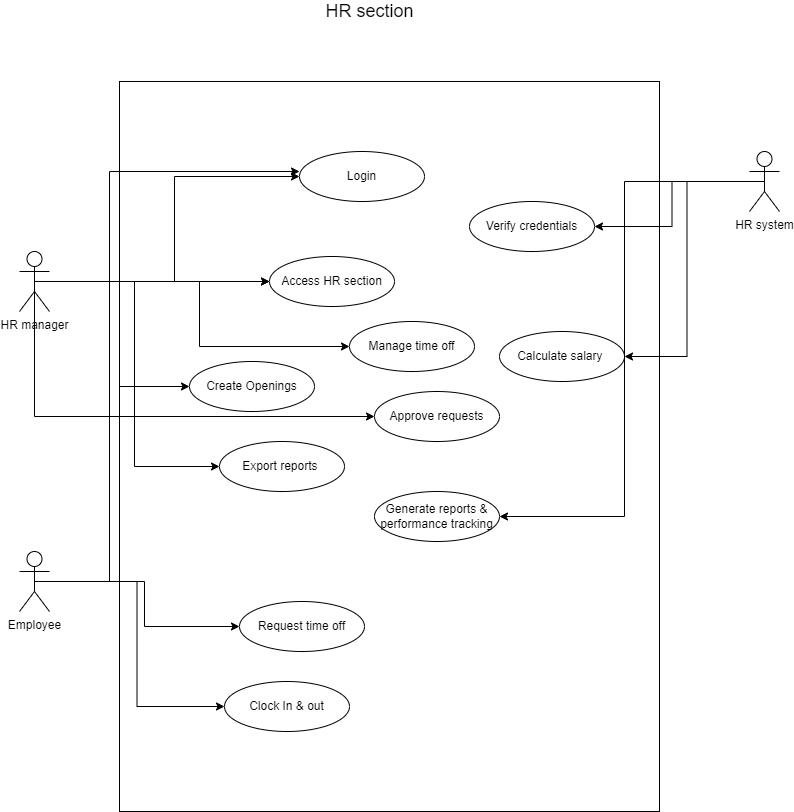 HR section
Login
Verify credentials
HR system
Access HR section
HR manager
Manage time off
Calculate salary
Create Openings
Approve requests
Export reports
Generate reports &
performance tracking
Employee
Request time off
Clock In & out